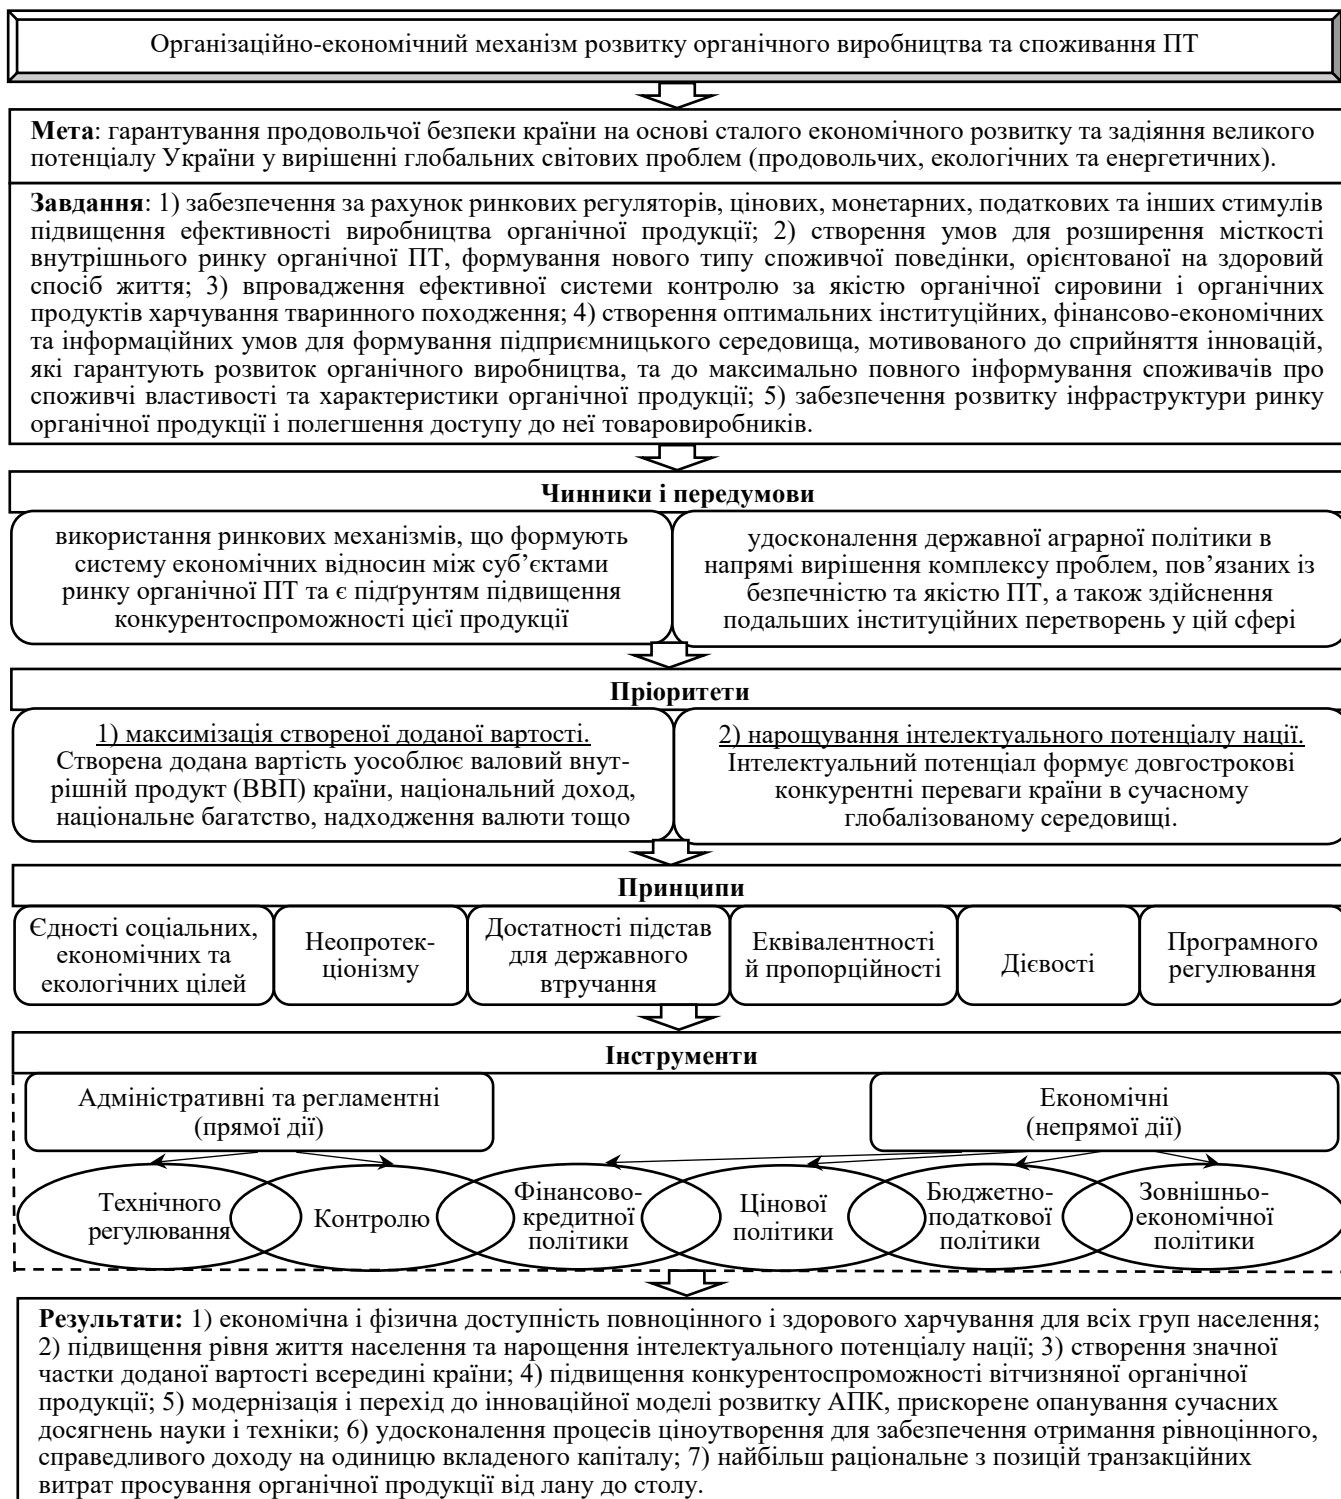 Організаційно-економічний механізм розвитку органічного виробництва та споживання ПТ
Мета: гарантування продовольчої безпеки країни на основі сталого економічного розвитку та задіяння великого
потенціалу України у вирішенні глобальних світових проблем (продовольчих, екологічних та енергетичних).
Завдання: 1) забезпечення за рахунок ринкових регуляторів, цінових, монетарних, податкових та інших стимулів
підвищення ефективності виробництва органічної продукції; 2) створення умов для розширення місткості
внутрішнього ринку органічної ПТ, формування нового типу споживчої поведінки, орієнтованої на здоровий
спосіб життя; 3) впровадження ефективної системи контролю за якістю органічної сировини і органічних
продуктів харчування тваринного походження; 4) створення оптимальних інституційних, фінансово-економічних
та інформаційних умов для формування підприємницького середовища, мотивованого до сприйняття інновацій,
які гарантують розвиток органічного виробництва, та до максимально повного інформування споживачів про
споживчі властивості та характеристики органічної продукції; 5) забезпечення розвитку інфраструктури ринку
органічної продукції і полегшення доступу до неї товаровиробників.
Чинники і передумови
використання ринкових механізмів, що формують
систему економічних відносин між суб’єктами
ринку органічної ПТ та є підґрунтям підвищення
конкурентоспроможності цієї продукції
удосконалення державної аграрної політики в
напрямі вирішення комплексу проблем, пов’язаних із
безпечністю та якістю ПТ, а також здійснення
подальших інституційних перетворень у цій сфері
Пріоритети
1) максимізація створеної доданої вартості.
Створена додана вартість уособлює валовий внут-
рішній продукт (ВВП) країни, національний доход,
національне багатство, надходження валюти тощо
2) нарощування інтелектуального потенціалу нації.
Інтелектуальний потенціал формує довгострокові
конкурентні переваги країни в сучасному
глобалізованому середовищі.
Принципи
Єдності соціальних,
економічних та
екологічних цілей
Неопротек-
ціонізму
Достатності підстав
для державного
втручання
Еквівалентності
й пропорційності
Дієвості
Програмного
регулювання
Інструменти
Адміністративні та регламентні
(прямої дії)
Економічні
(непрямої дії)
Технічного
регулювання
Контролю
Фінансово-
кредитної
політики
Цінової
політики
Бюджетно-
податкової
політики
Зовнішньо-
економічної
політики
Результати: 1) економічна і фізична доступність повноцінного і здорового харчування для всіх груп населення;
2) підвищення рівня життя населення та нарощення інтелектуального потенціалу нації; 3) створення значної
частки доданої вартості всередині країни; 4) підвищення конкурентоспроможності вітчизняної органічної
продукції; 5) модернізація і перехід до інноваційної моделі розвитку АПК, прискорене опанування сучасних
досягнень науки і техніки; 6) удосконалення процесів ціноутворення для забезпечення отримання рівноцінного,
справедливого доходу на одиницю вкладеного капіталу; 7) найбільш раціональне з позицій транзакційних
витрат просування органічної продукції від лану до столу.